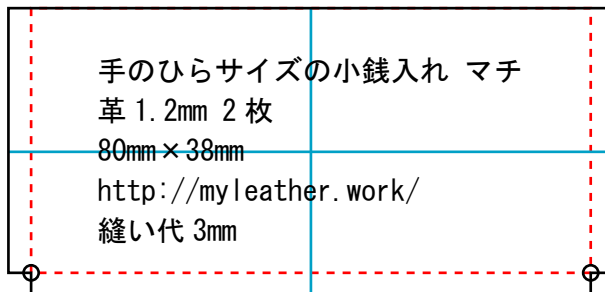 手のひらサイズの小銭入れ マチ
革 1.2mm 2 枚
80mm×38mm
http://myleather.work/
縫い代 3mm